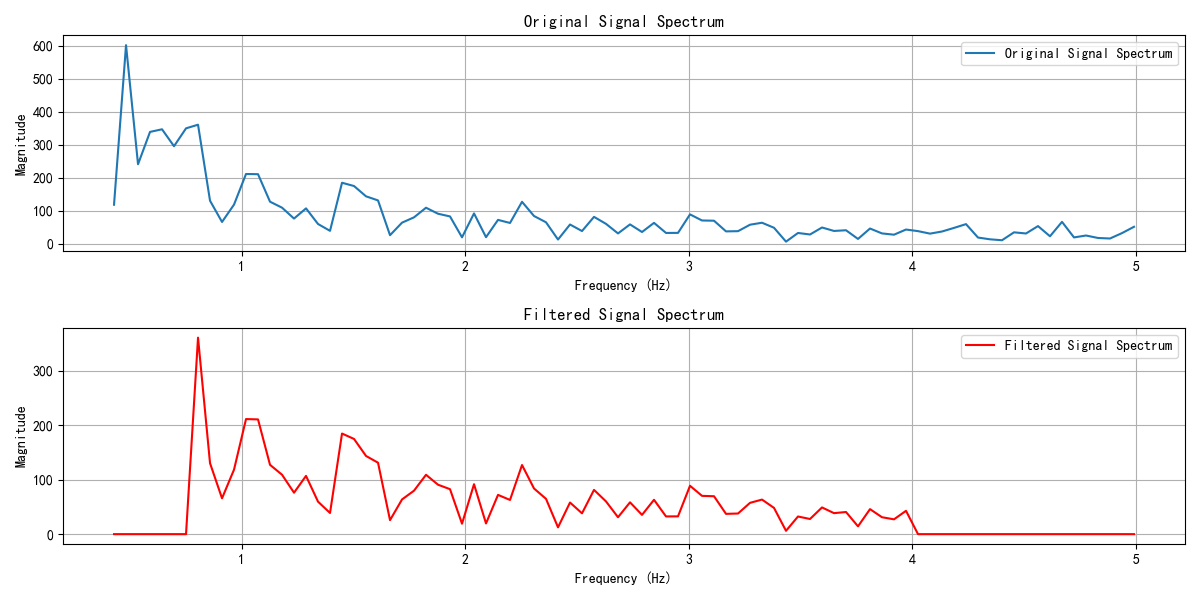 Original Signal Spectrum
Original Signal Spectrum
Magnitude
600
500
400
300
200
100
0
1 2 3 4 5
Frequency (Hz)
Filtered Signal Spectrum
Filtered Signal Spectrum
Magnitude
300
200
100
0
1 2 3 4 5
Frequency (Hz)